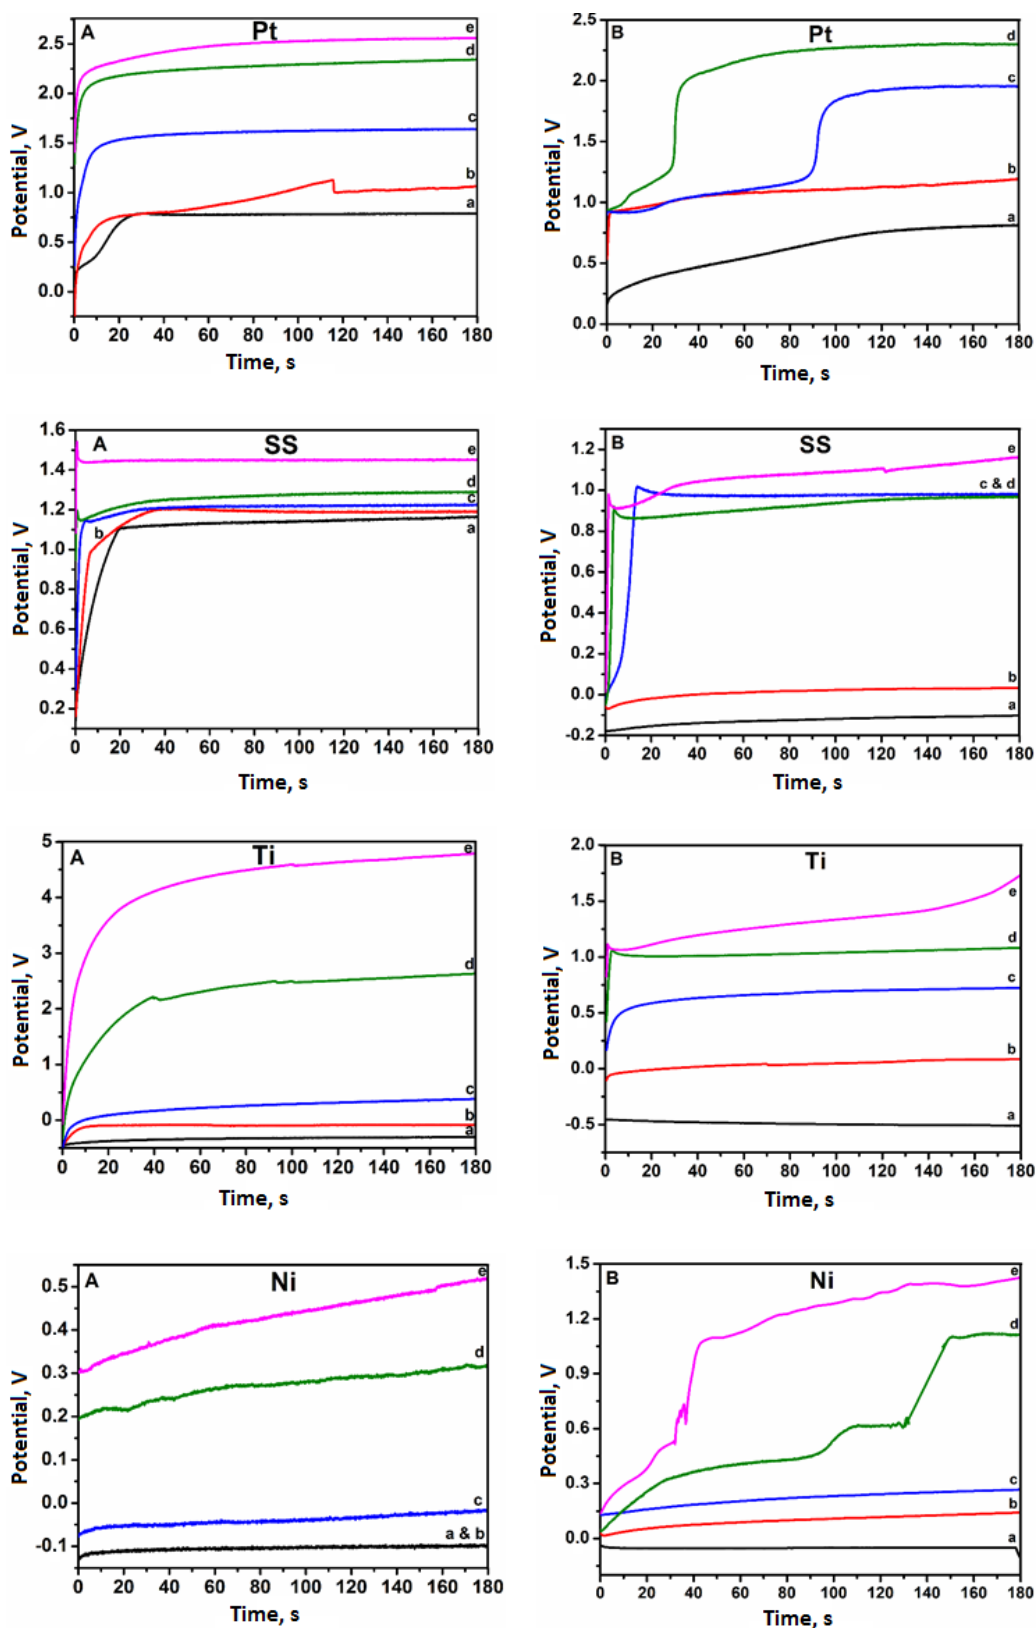 A
Pt
e
d
c
b
a
2.5
2.0
1.5
1.0
0.5
0.0
Potential, V
0 20 40 60 80 100 120 140 160 180
Time, s
B
Pt
d
c
b
a
2.5
2.0
1.5
1.0
0.5
0.0
Potential, V
0 20 40 60 80 100 120 140 160 180
Time, s
A
SS
e
d
c
b
a
1.6
1.4
1.2
1.0
0.8
0.6
0.4
0.2
Potential, V
0 20 40 60 80 100 120 140 160 180
Time, s
B
SS
e
c & d
b
a
1.2
1.0
0.8
0.6
0.4
0.2
0.0
-0.2
Potential, V
0 20 40 60 80 100 120 140 160 180
Time, s
A
Ti
e
d
c
b
a
5
4
3
2
1
0
Potential, V
0 20 40 60 80 100 120 140 160 180
Time, s
B
Ti
e
d
c
b
a
2.0
1.5
1.0
0.5
0.0
-0.5
Potential, V
0 20 40 60 80 100 120 140 160 180
Time, s
A
Ni
e
d
c
a & b
0.5
0.4
0.3
0.2
0.1
0.0
-0.1
Potential, V
0 20 40 60 80 100 120 140 160 180
Time, s
B
Ni
e
d
c
b
a
1.5
1.2
0.9
0.6
0.3
0.0
Potential, V
0 20 40 60 80 100 120 140 160 180
Time, s